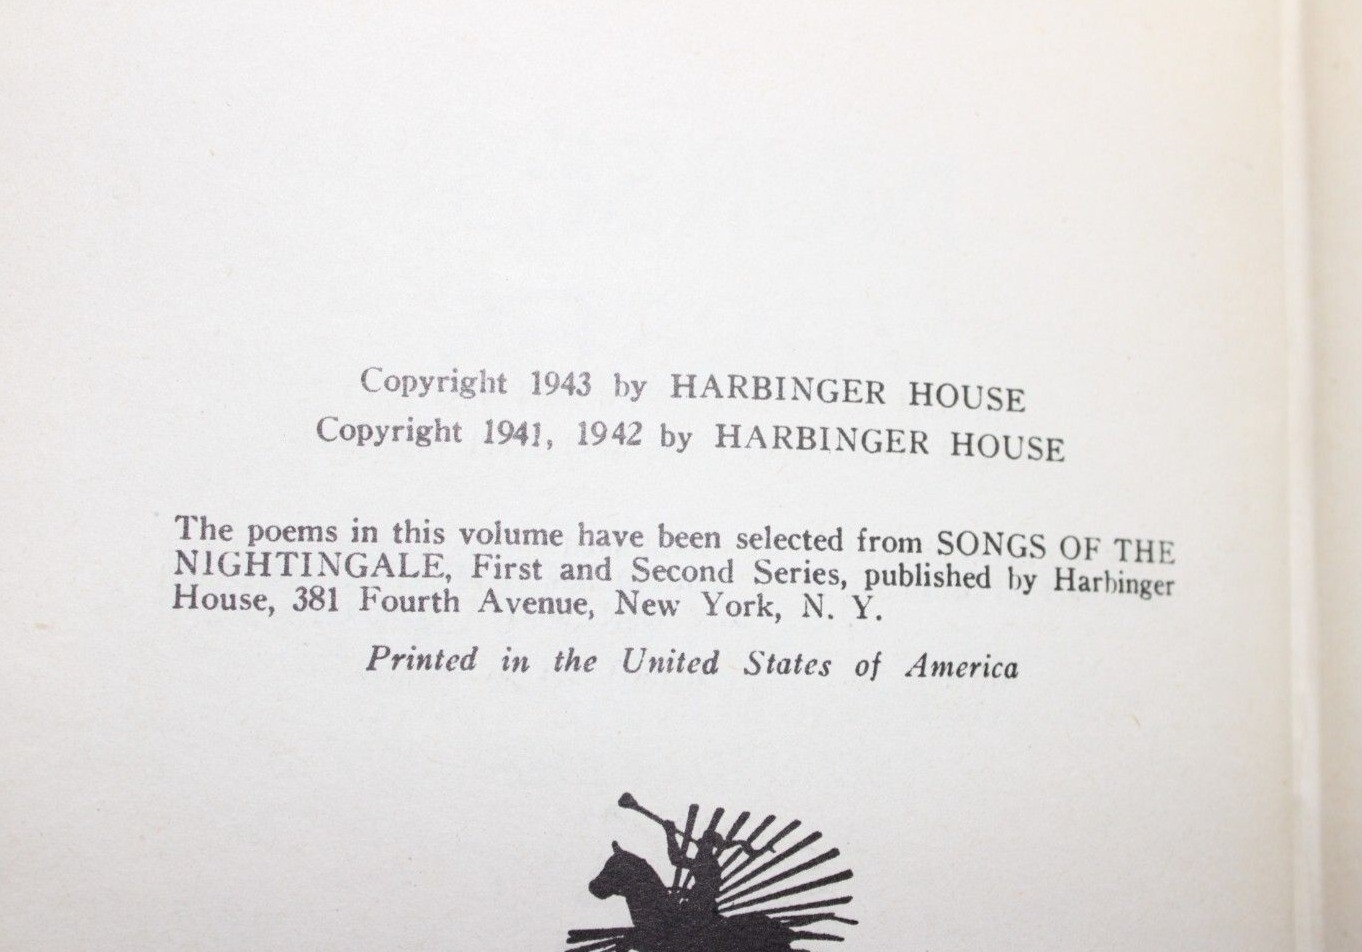 Copyright 1943 by HARBINGER HOUSE
Copyright 1941, 1942 by HARBINGER HOUSE
The poems in this volume have been selected from SONGS OF THE
NIGHTINGALE, First and Second Series, published by Harbinger
House, 381 Fourth Avenue, New York, N. Y.
Printed in the United States of America